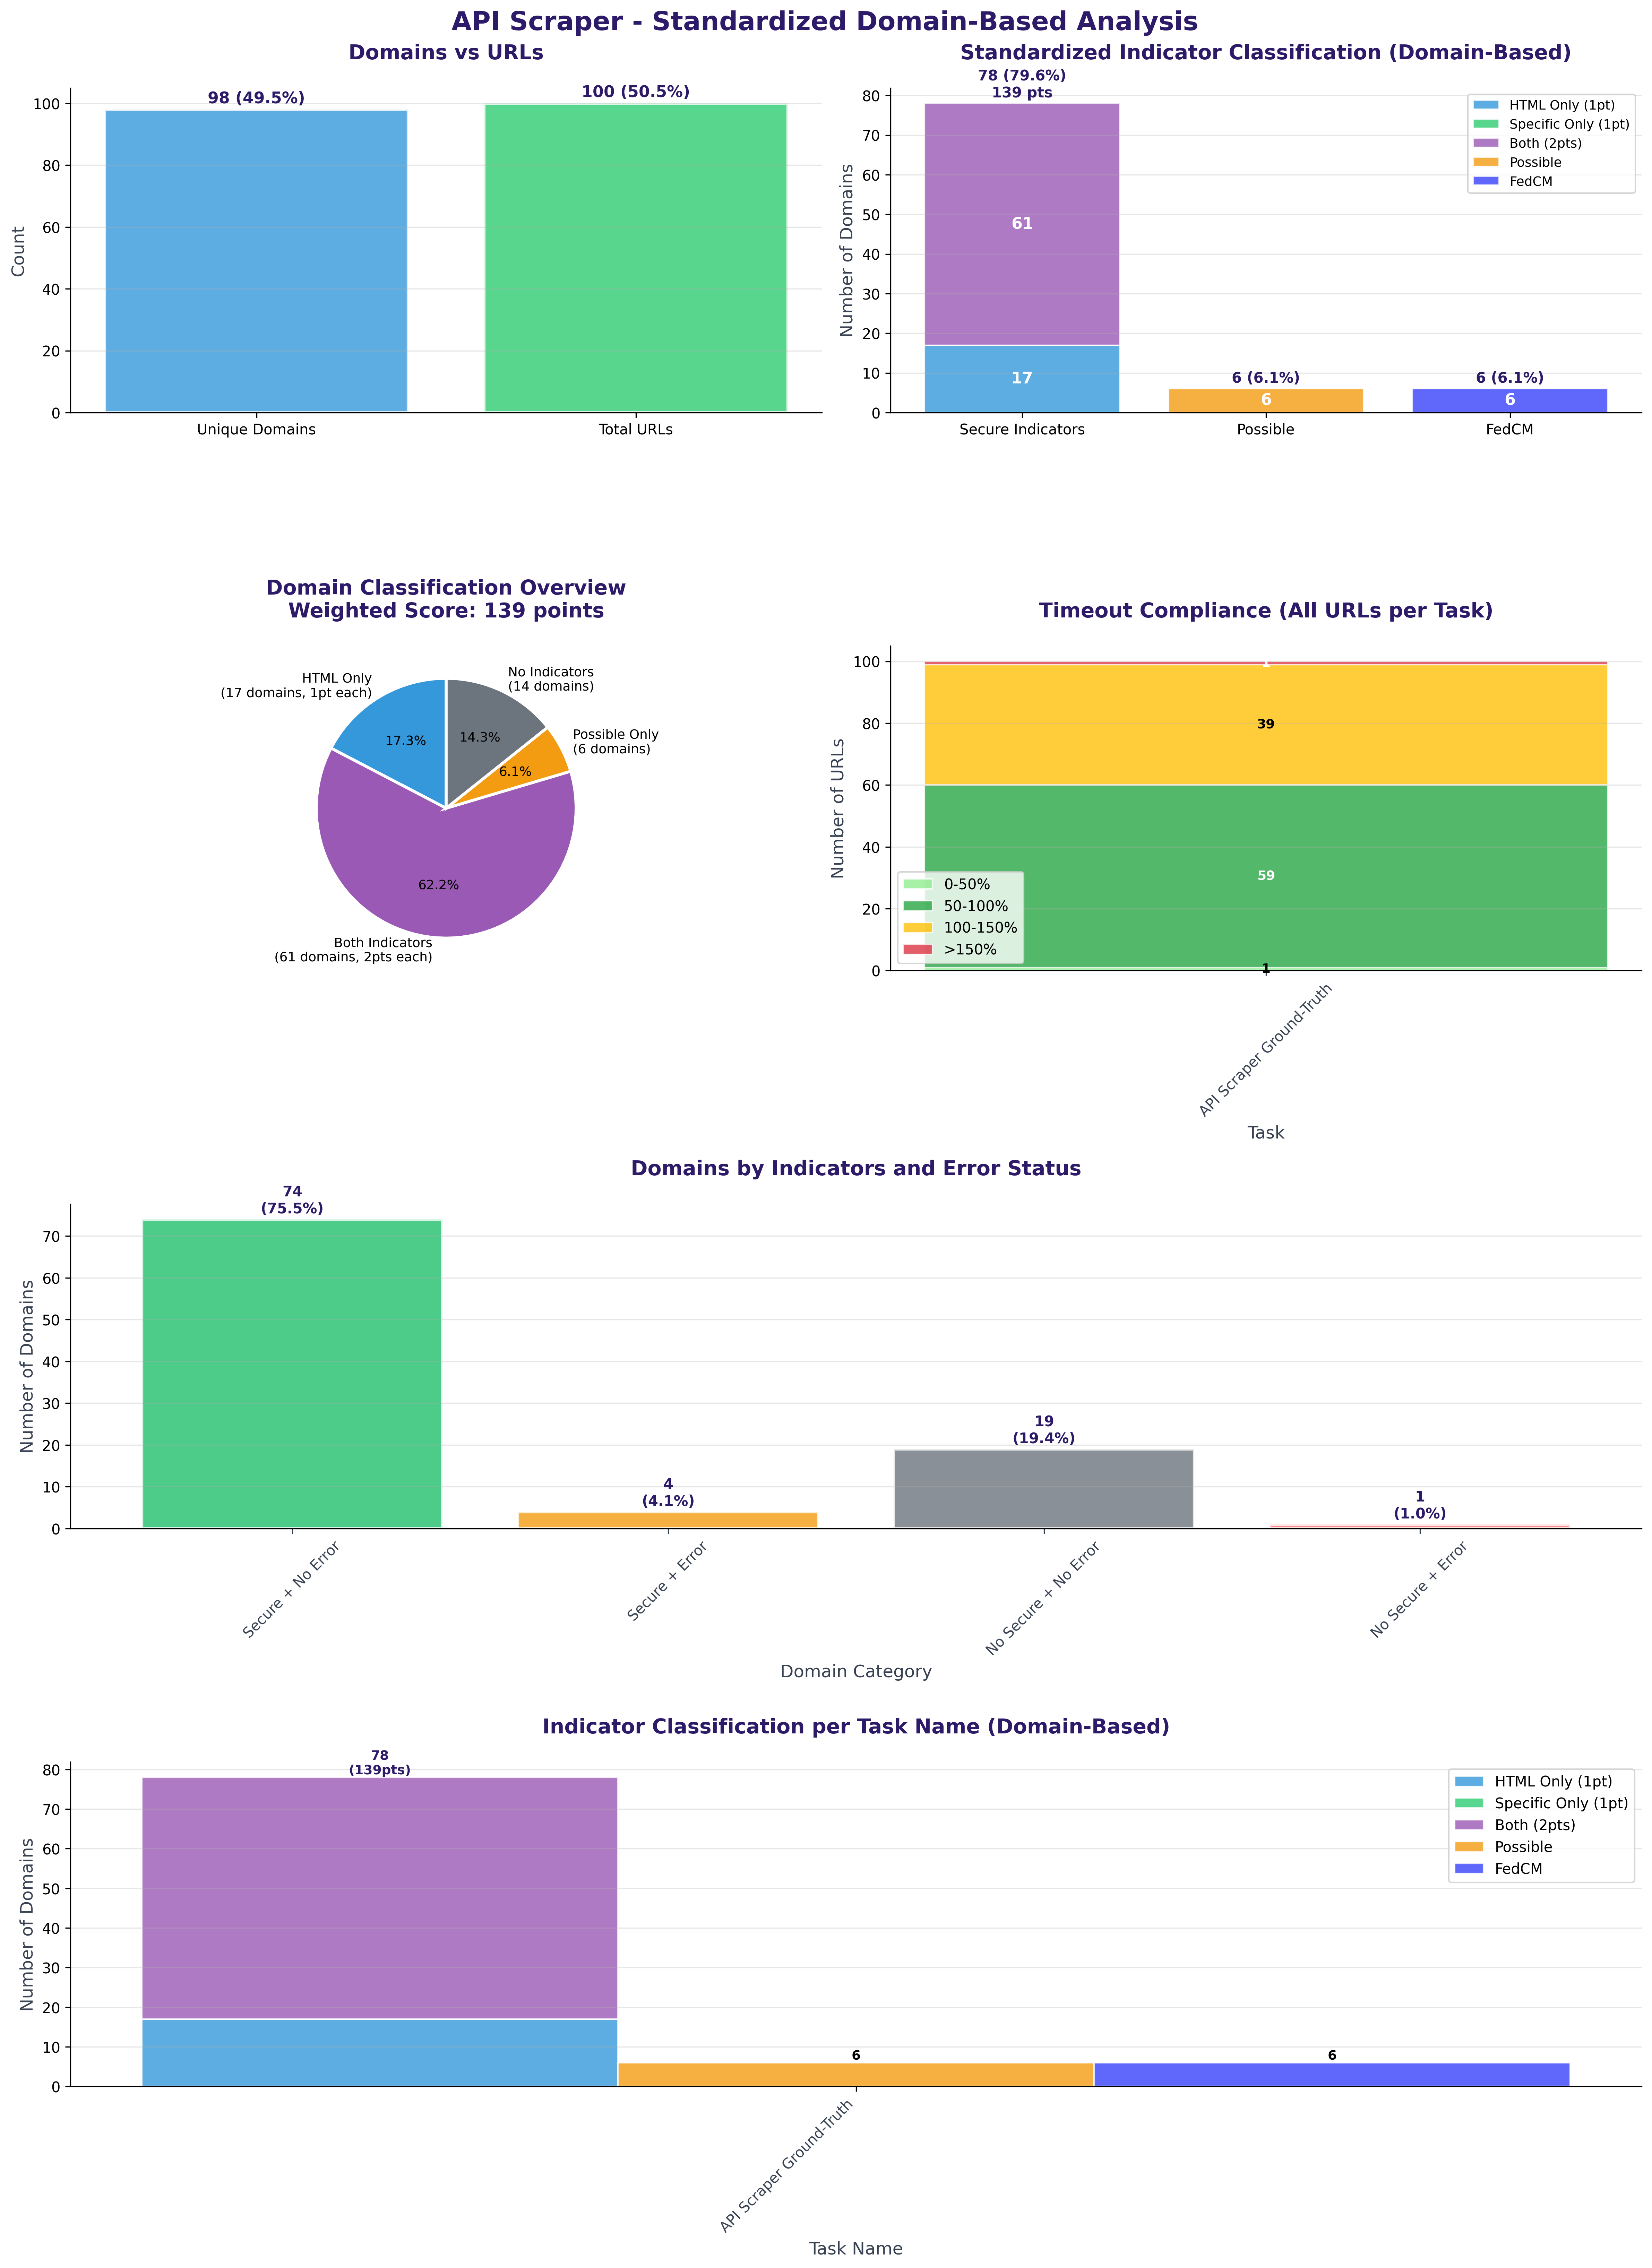 API Scraper - Standardized Domain-Based Analysis
Domains vs URLs
98 (49.5%)
100 (50.5%)
100
80
60
40
20
0
Count
Unique Domains
Total URLs
Standardized Indicator Classification (Domain-Based)
78 (79.6%)
139 pts
80
70
60
50
40
30
20
10
0
Number of Domains
61
17
6 (6.1%)
6
6 (6.1%)
6
HTML Only (1pt)
Specific Only (1pt)
Both (2pts)
Possible
FedCM
Secure Indicators
Possible
FedCM
Domain Classification Overview
Weighted Score: 139 points
HTML Only
(17 domains, 1pt each)
No Indicators
(14 domains)
Possible Only
(6 domains)
17.3%
14.3%
6.1%
62.2%
Both Indicators
(61 domains, 2pts each)
Timeout Compliance (All URLs per Task)
100
80
60
40
20
0
Number of URLs
1
39
59
1
0-50%
50-100%
100-150%
>150%
API Scraper Ground-Truth
Task
Domains by Indicators and Error Status
74
(75.5%)
4
(4.1%)
19
(19.4%)
1
(1.0%)
70
60
50
40
30
20
10
0
Number of Domains
Secure + No Error
Secure + Error
No Secure + No Error
No Secure + Error
Domain Category
Indicator Classification per Task Name (Domain-Based)
78
(139pts)
80
70
60
50
40
30
20
10
0
Number of Domains
6
6
HTML Only (1pt)
Specific Only (1pt)
Both (2pts)
Possible
FedCM
API Scraper Ground-Truth
Task Name